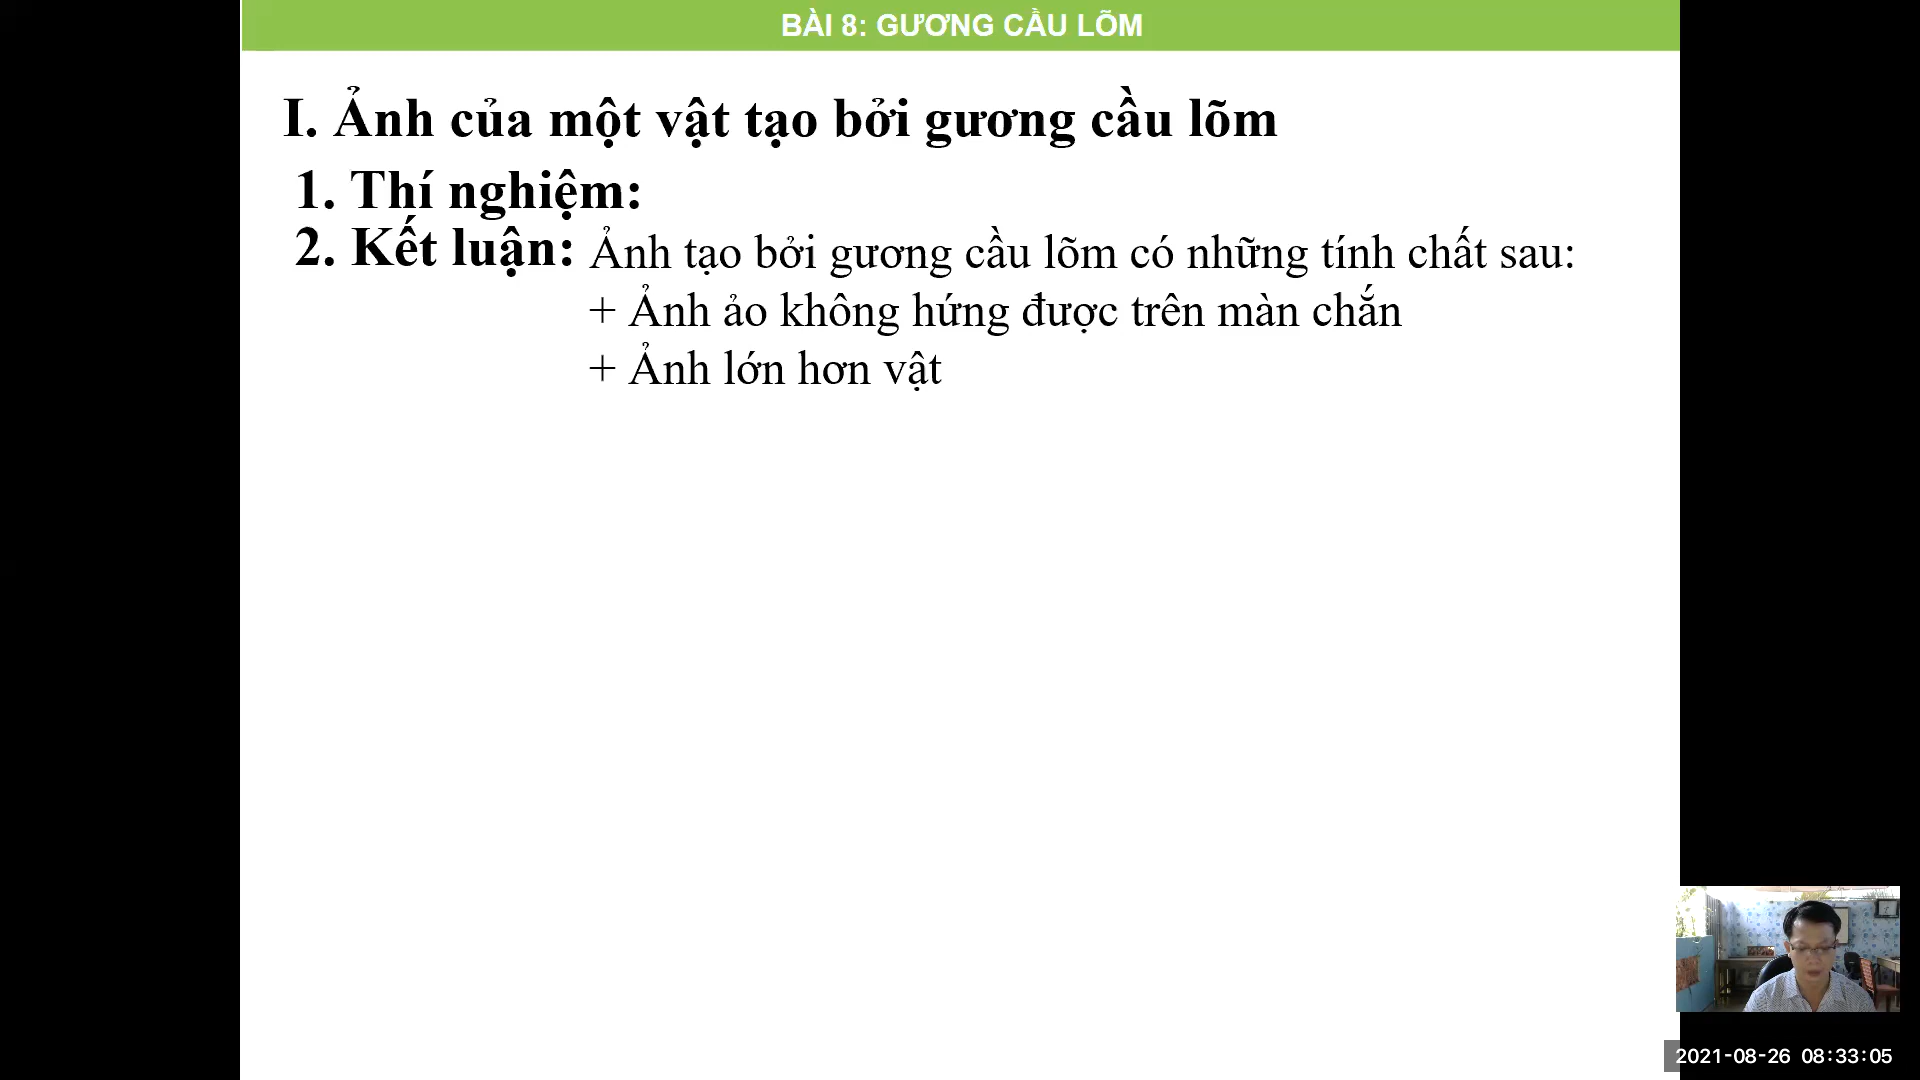 BÀI 8: GƯƠNG CẦU LÕM
I. Ảnh của một vật tạo bởi gương cầu lõm
1. Thí nghiệm:
2. Kết luận: Ảnh tạo bởi gương cầu lõm có những tính chất sau:
+ Ảnh ảo không hứng được trên màn chắn
+ Ảnh lớn hơn vật
2021-08-26 08:33:05